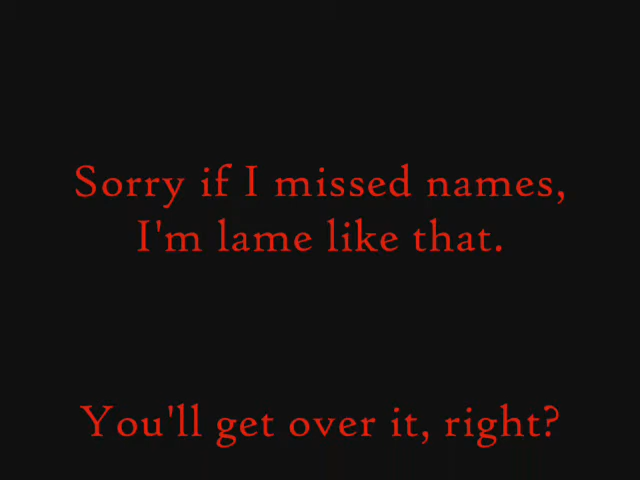 Sorry if I missed names,
I'm lame like that.
You'll get over it, right?